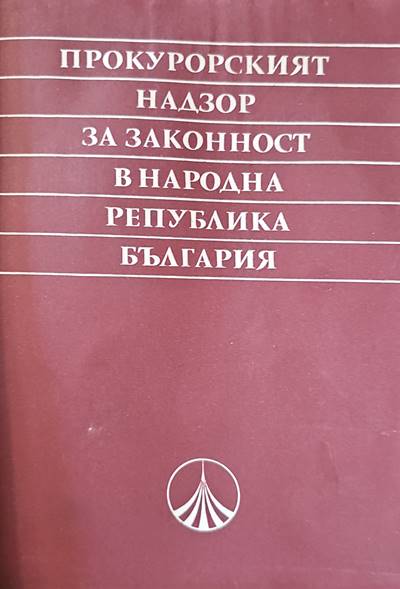 ПРОКУРОРСКИЯТ
НАДЗОР
ЗА ЗАКОННОСТ
В НАРОДНА
РЕПУБЛИКА
БЪЛГАРИЯ